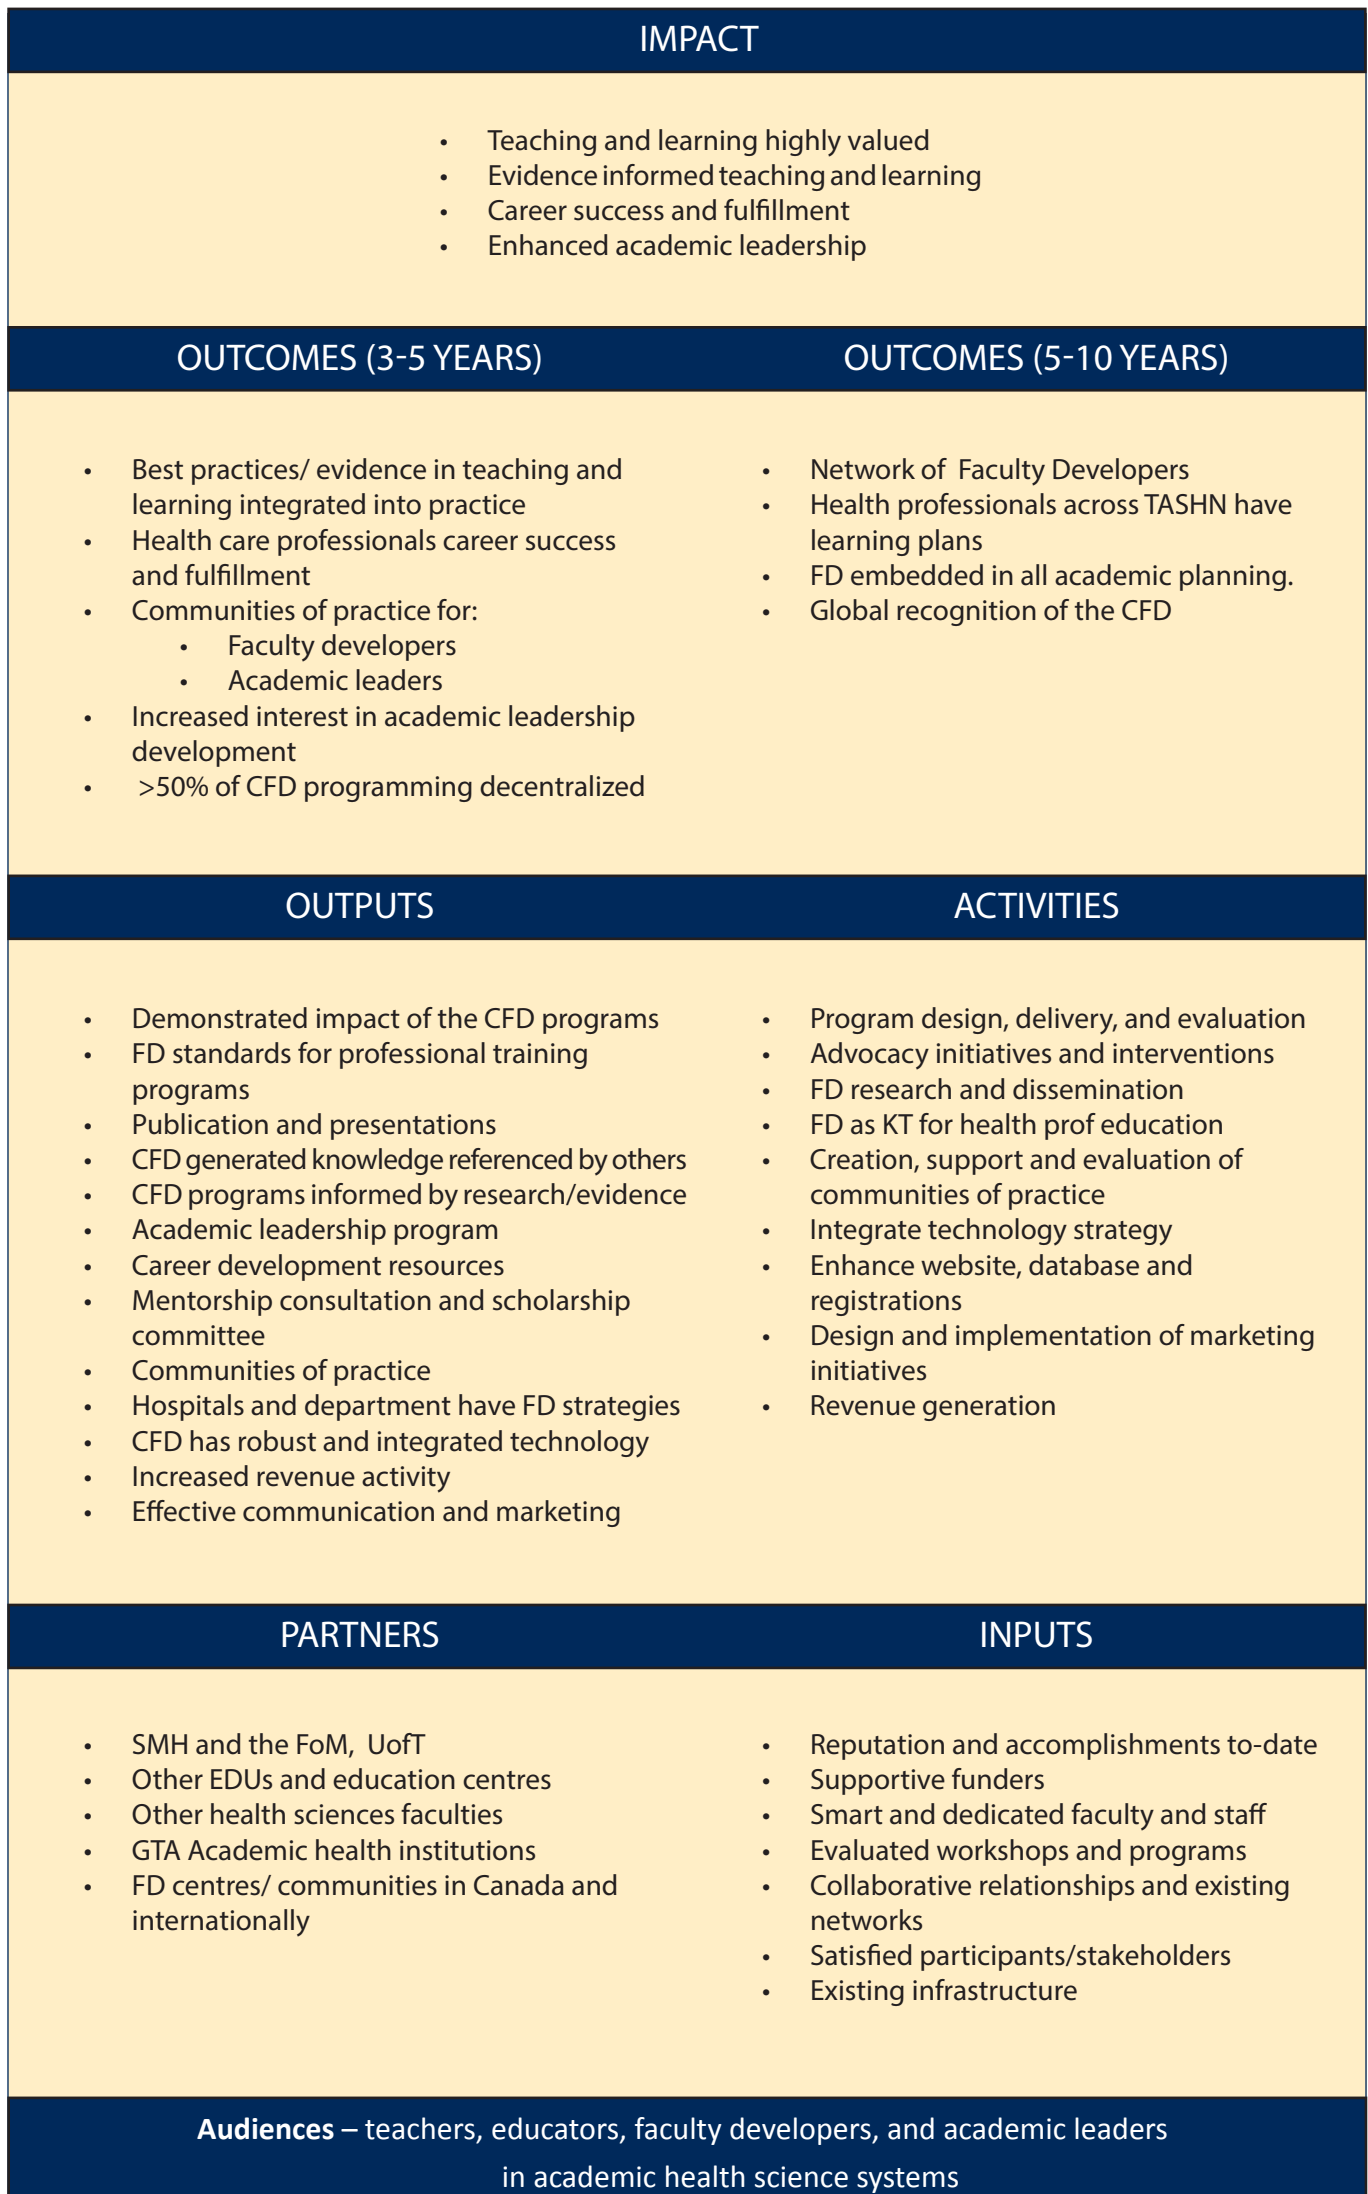 IMPACT
• Teaching and learning highly valued
• Evidence informed teaching and learning
• Career success and fulfillment
• Enhanced academic leadership
OUTCOMES (3-5 YEARS)
• Best practices/ evidence in teaching and
learning integrated into practice
• Health care professionals career success
and fulfillment
• Communities of practice for:
• Faculty developers
• Academic leaders
• Increased interest in academic leadership
development
• >50% of CFD programming decentralized
OUTCOMES (5-10 YEARS)
• Network of Faculty Developers
• Health professionals across TASHN have
learning plans
• FD embedded in all academic planning.
• Global recognition of the CFD
OUTPUTS
• Demonstrated impact of the CFD programs
• FD standards for professional training
programs
• Publication and presentations
• CFD generated knowledge referenced by others
• CFD programs informed by research/evidence
• Academic leadership program
• Career development resources
• Mentorship consultation and scholarship
committee
• Communities of practice
• Hospitals and department have FD strategies
• CFD has robust and integrated technology
• Increased revenue activity
• Effective communication and marketing
ACTIVITIES
• Program design, delivery, and evaluation
• Advocacy initiatives and interventions
• FD research and dissemination
• FD as KT for health prof education
• Creation, support and evaluation of
communities of practice
• Integrate technology strategy
• Enhance website, database and
registrations
• Design and implementation of marketing
initiatives
• Revenue generation
PARTNERS
• SMH and the FoM, UofT
• Other EDUs and education centres
• Other health sciences faculties
• GTA Academic health institutions
• FD centres/ communities in Canada and
internationally
INPUTS
• Reputation and accomplishments to-date
• Supportive funders
• Smart and dedicated faculty and staff
• Evaluated workshops and programs
• Collaborative relationships and existing
networks
• Satisfied participants/stakeholders
• Existing infrastructure
Audiences – teachers, educators, faculty developers, and academic leaders
in academic health science systems